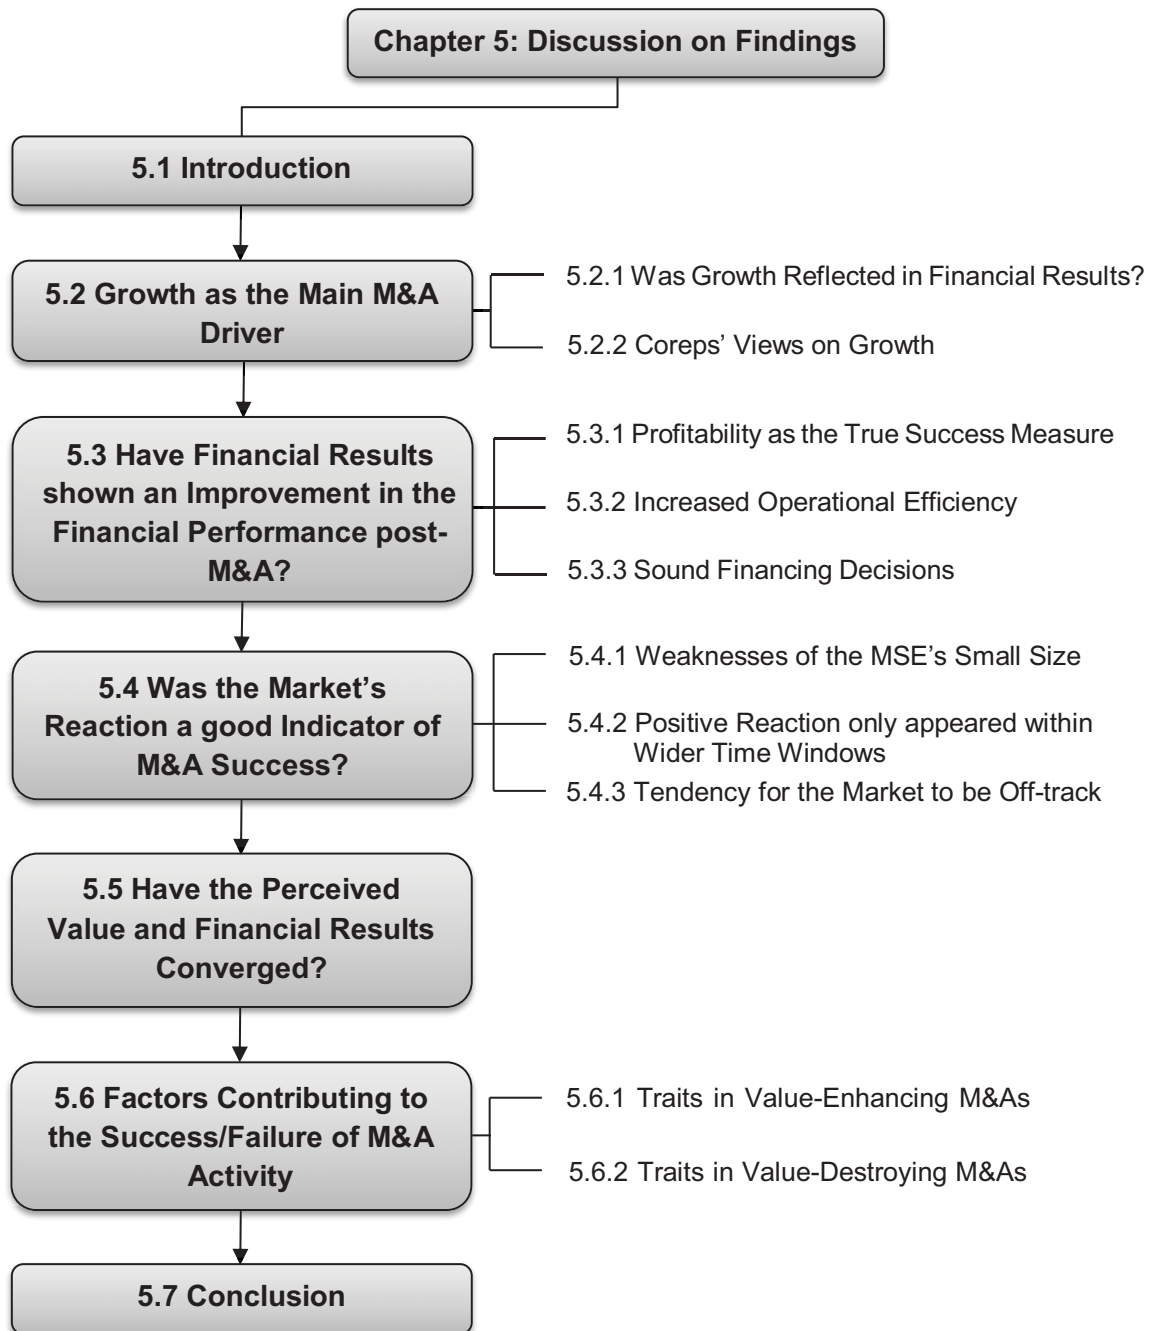 Chapter 5: Discussion on Findings
5.1 Introduction
5.2 Growth as the Main M&A
Driver
5.2.1 Was Growth Reflected in Financial Results?
5.2.2 Coreps’ Views on Growth
5.3 Have Financial Results
shown an Improvement in the
Financial Performance post-
M&A?
5.3.1 Profitability as the True Success Measure
5.3.2 Increased Operational Efficiency
5.3.3 Sound Financing Decisions
5.4 Was the Market’s
Reaction a good Indicator of
M&A Success?
5.4.1 Weaknesses of the MSE’s Small Size
5.4.2 Positive Reaction only appeared within
Wider Time Windows
5.4.3 Tendency for the Market to be Off-track
5.5 Have the Perceived
Value and Financial Results
Converged?
5.6 Factors Contributing to
the Success/Failure of M&A
Activity
5.6.1 Traits in Value-Enhancing M&As
5.6.2 Traits in Value-Destroying M&As
5.7 Conclusion